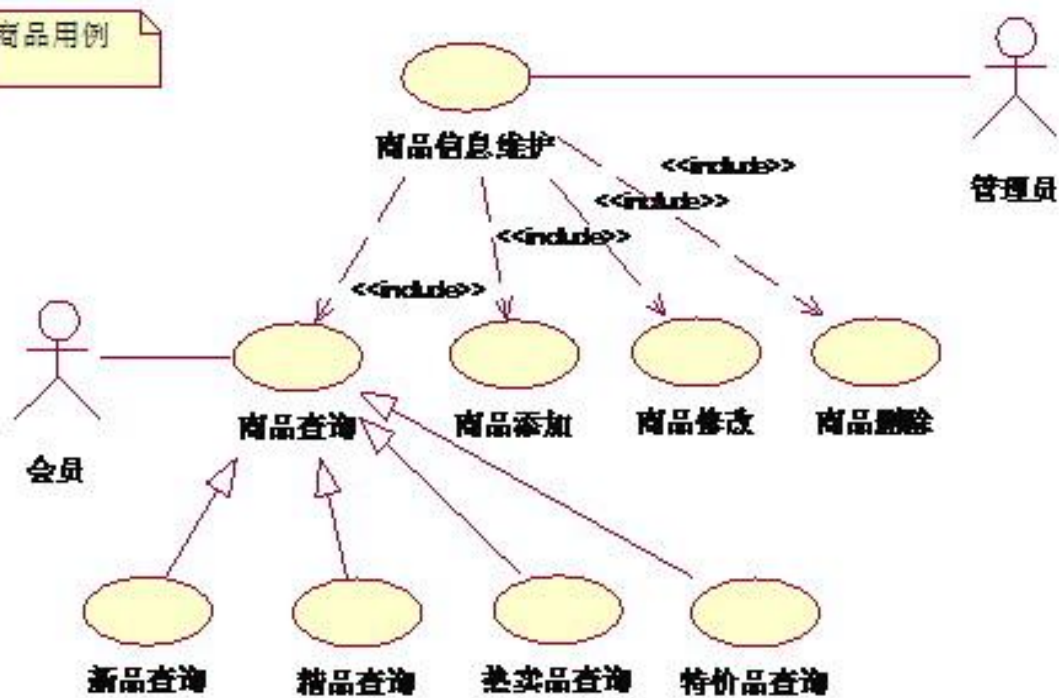 商品用例
商品信息维护
<<include>>
管理员
<<include>>
<<include>>
<<include>>
商品查询
商品添加
商品修改
商品删除
会员
新品查询
精品查询
热卖品查询
特价品查询